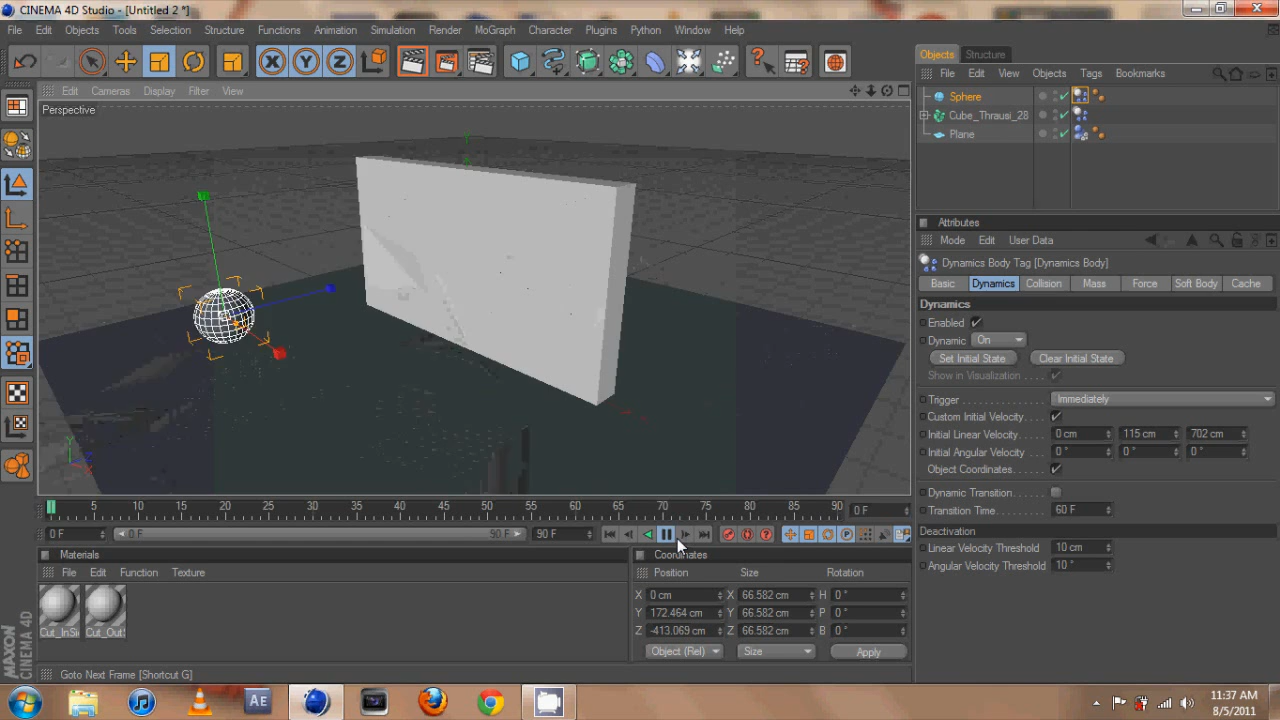 CINEMA 4D Studio - [Untitled 2 *]
File Edit Objects Tools Selection Structure Functions Animation Simulation Render MoGraph Character Plugins Python Window Help
X Y Z
Edit Cameras Display Filter View
Perspective
Y Z X
0 5 10 15 20 25 30 35 40 45 50 55 60 65 70 75 80 85 90 0 F
0 F 0 F 90 F 90 F
Materials
File Edit Function Texture
Cut_InSi Cut_Out
Coordinates
Position Size Rotation
X 0 cm X 66.582 cm H 0 °
Y 172.464 cm Y 66.582 cm P 0 °
Z -413.069 cm Z 66.582 cm B 0 °
Object (Rel) Size Apply
MAXON CINEMA 4D
Goto Next Frame [Shortcut G]
Objects Structure
File Edit View Objects Tags Bookmarks
Sphere
Cube_Thrausi_28
Plane
Attributes
Mode Edit User Data
Dynamics Body Tag [Dynamics Body]
Basic Dynamics Collision Mass Force Soft Body Cache
Dynamics
Enabled
Dynamic On
Set Initial State Clear Initial State
Show in Visualization
Trigger Immediately
Custom Initial Velocity
Initial Linear Velocity 0 cm 115 cm 702 cm
Initial Angular Velocity 0 ° 0 ° 0 °
Object Coordinates
Dynamic Transition
Transition Time 60 F
Deactivation
Linear Velocity Threshold 10 cm
Angular Velocity Threshold 10 °
Ae
11:37 AM
8/5/2011